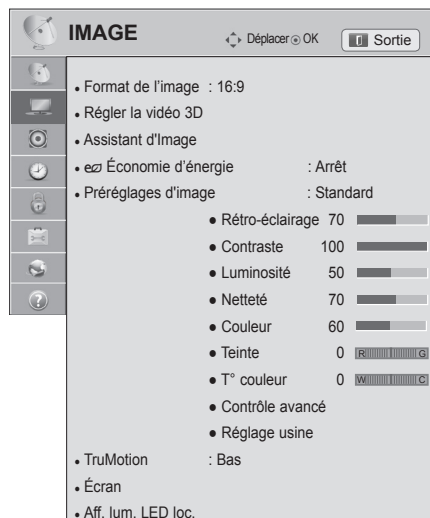 IMAGE Déplacer OK Sortie
• Format de l'image : 16:9
• Régler la vidéo 3D
• Assistant d'Image
• Économie d'énergie : Arrêt
• Préréglages d'image : Standard
• Rétro-éclairage 70
• Contraste 100
• Luminosité 50
• Netteté 70
• Couleur 60
• Teinte 0 R G
• T° couleur 0 W C
• Contrôle avancé
• Réglage usine
• TruMotion : Bas
• Écran
• Aff. lum. LED loc.